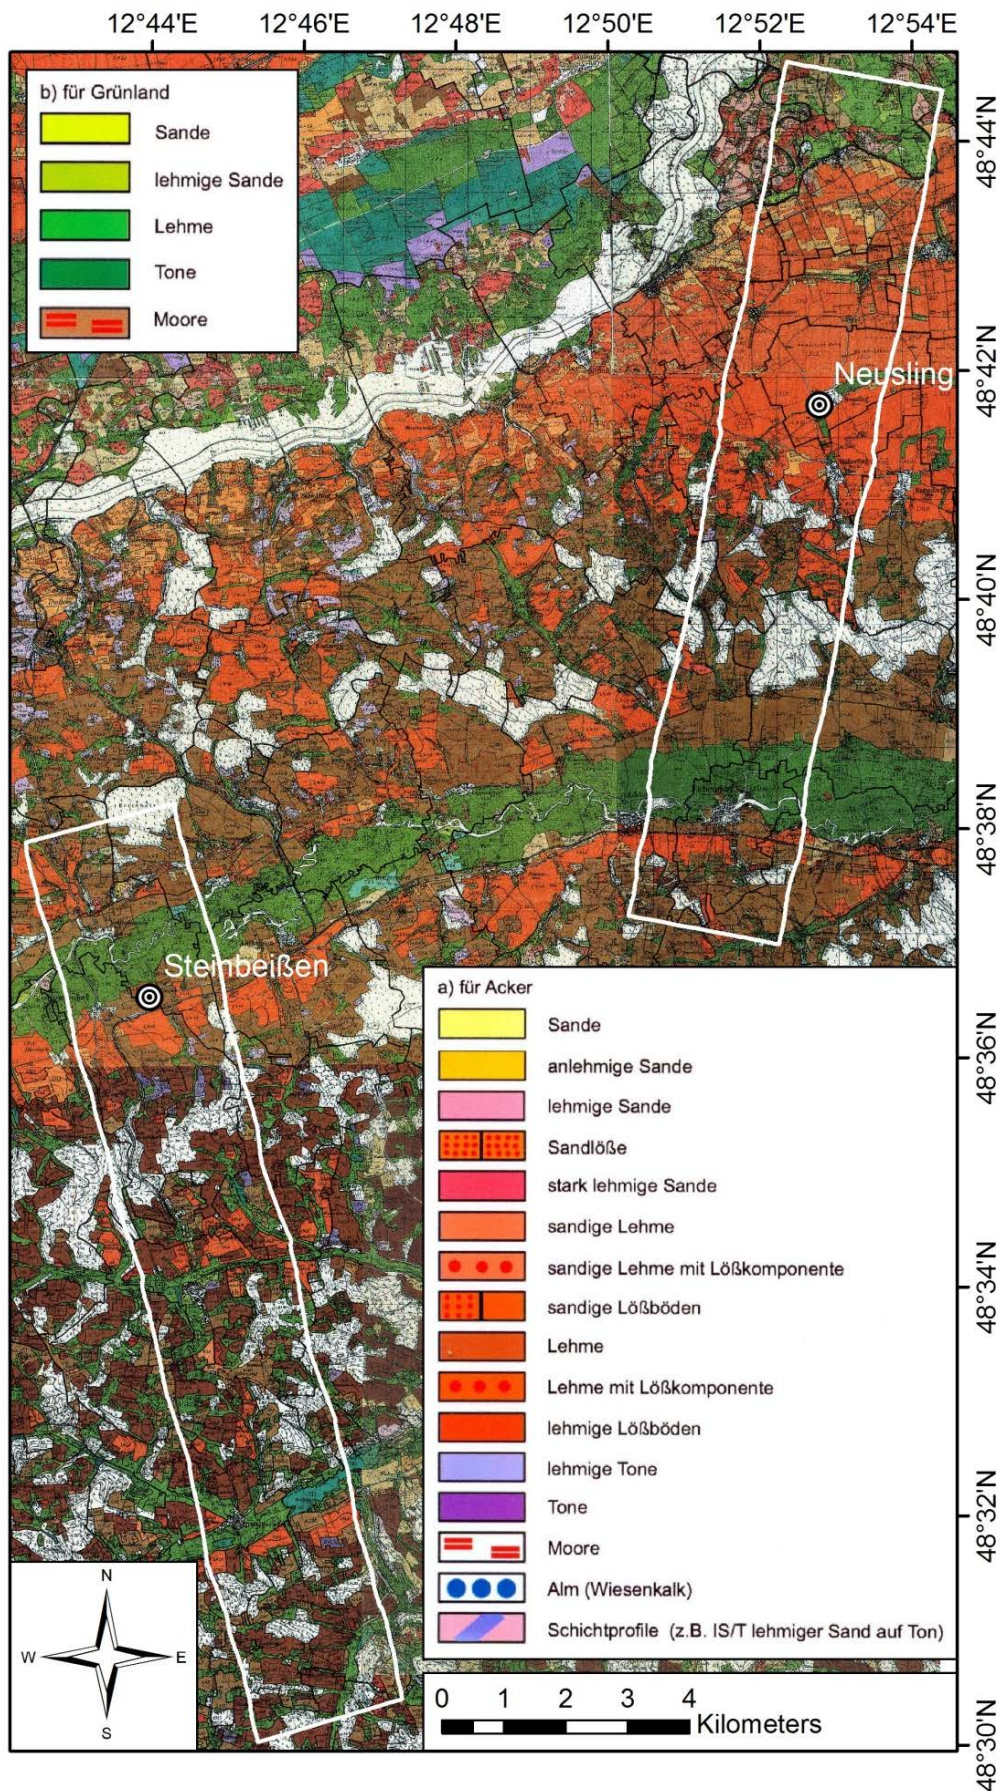 12°44'E 12°46'E 12°48'E 12°50'E 12°52'E 12°54'E
b) für Grünland
Sande
lehmige Sande
Lehme
Tone
Moore
48°44'N
48°42'N
Neusling
48°40'N
48°38'N
Steinbeißen
48°36'N
a) für Acker
Sande
anlehmige Sande
lehmige Sande
Sandlöße
stark lehmige Sande
sandige Lehme
sandige Lehme mit Lößkomponente
sandige Lößböden
Lehme
Lehme mit Lößkomponente
lehmige Lößböden
lehmige Tone
Tone
Moore
Alm (Wiesenkalk)
Schichtprofile (z.B. lS/T lehmiger Sand auf Ton)
48°34'N
48°32'N
N
W E
S
0 1 2 3 4
Kilometers
48°30'N